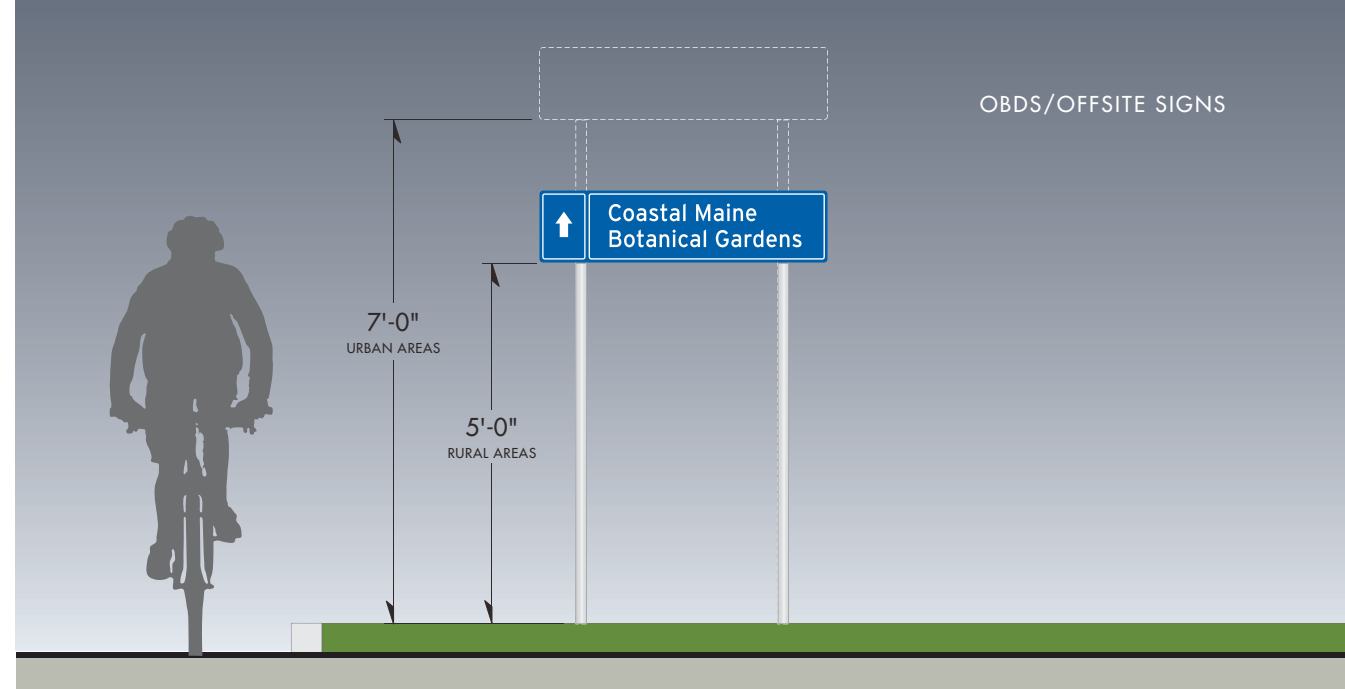 OBDS/OFFSITE SIGNS
Coastal Maine
Botanical Gardens
7'-0"
URBAN AREAS
5'-0"
RURAL AREAS